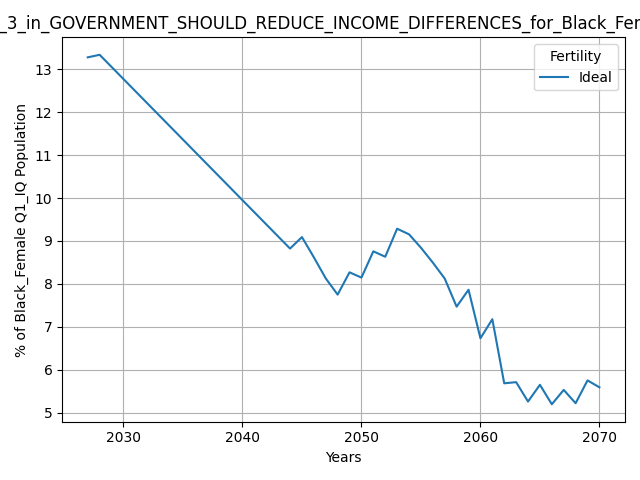 _3_in_GOVERNMENT_SHOULD_REDUCE_INCOME_DIFFERENCES_for_Black_Fer
Fertility
Ideal
% of Black_Female Q1_IQ Population
13
12
11
10
9
8
7
6
5
2030 2040 2050 2060 2070
Years